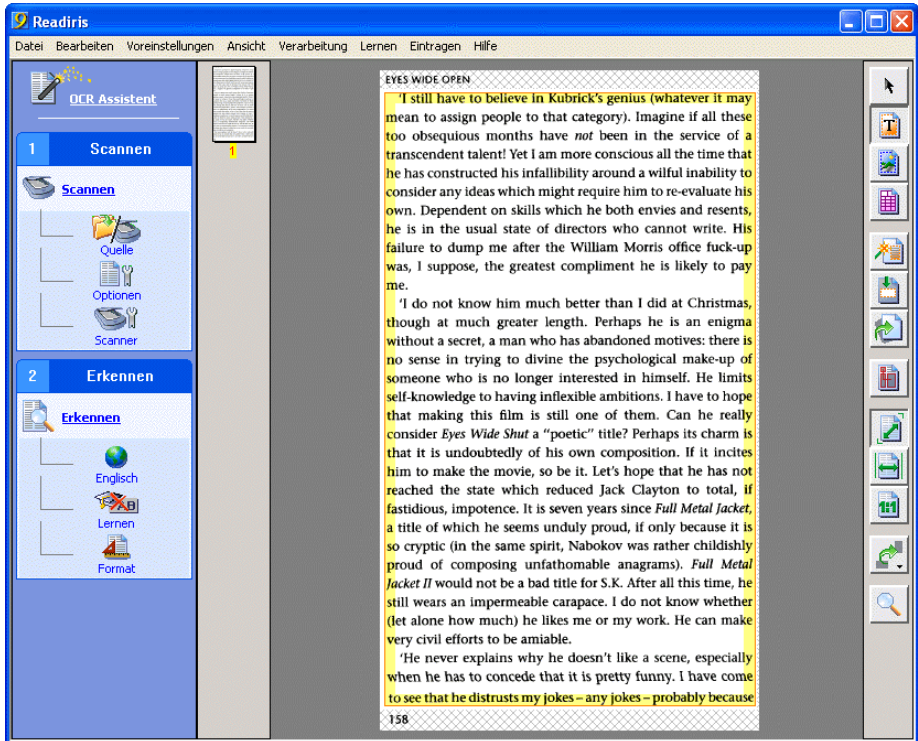 Readiris
Datei Bearbeiten Voreinstellungen Ansicht Verarbeitung Lernen Eintragen Hilfe
OCR Assistent
1 Scannen
Scannen
Quelle
Optionen
Scanner
2 Erkennen
Erkennen
Englisch
Lernen
Format
1
EYES WIDE OPEN
'I still have to believe in Kubrick's genius (whatever it may
mean to assign people to that category). Imagine if all these
too obsequious months have not been in the service of a
transcendent talent! Yet I am more conscious all the time that
he has constructed his infallibility around a wilful inability to
consider any ideas which might require him to re-evaluate his
own. Dependent on skills which he both envies and resents,
he is in the usual state of directors who cannot write. His
failure to dump me after the William Morris office fuck-up
was, I suppose, the greatest compliment he is likely to pay
me.
'I do not know him much better than I did at Christmas,
though at much greater length. Perhaps he is an enigma
without a secret, a man who has abandoned motives: there is
no sense in trying to divine the psychological make-up of
someone who is no longer interested in himself. He limits
self-knowledge to having inflexible ambitions. I have to hope
that making this film is still one of them. Can he really
consider Eyes Wide Shut a "poetic" title? Perhaps its charm is
that it is undoubtedly of his own composition. If it incites
him to make the movie, so be it. Let's hope that he has not
reached the state which reduced Jack Clayton to total, if
fastidious, impotence. It is seven years since Full Metal Jacket,
a title of which he seems unduly proud, if only because it is
so cryptic (in the same spirit, Nabokov was rather childishly
proud of composing unfathomable anagrams). Full Metal
Jacket II would not be a bad title for S.K. After all this time, he
still wears an impermeable carapace. I do not know whether
(let alone how much) he likes me or my work. He can make
very civil efforts to be amiable.
'He never explains why he doesn't like a scene, especially
when he has to concede that it is pretty funny. I have come
to see that he distrusts my jokes – any jokes – probably because
158
T
1:1